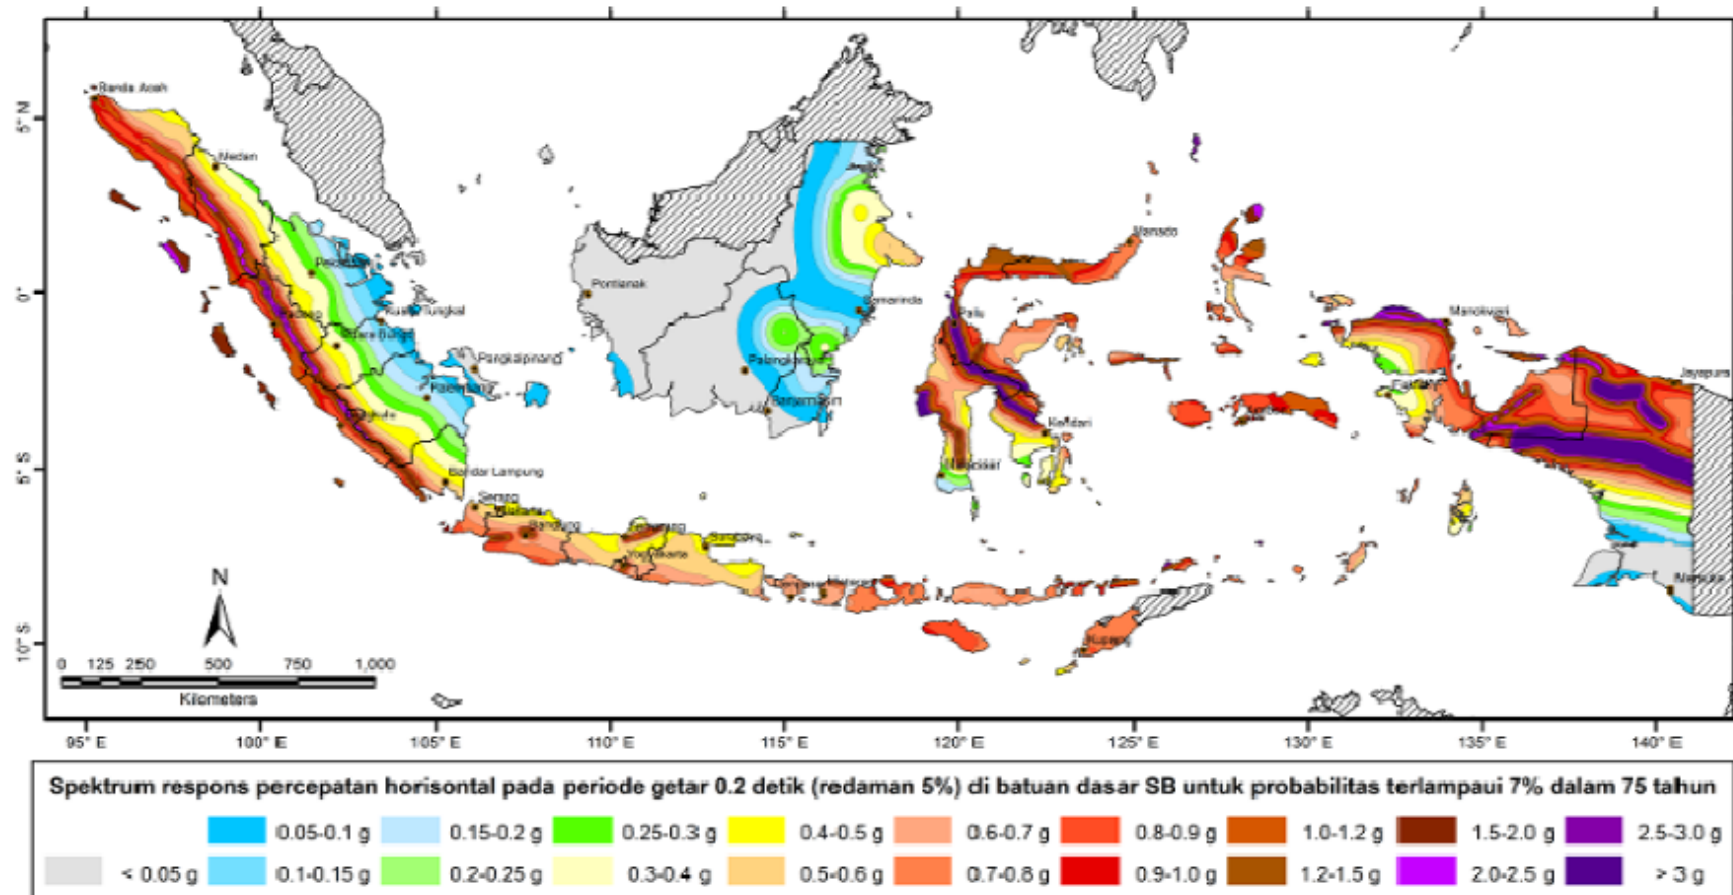 Banda Aceh
5° N
Medan
Manado
Pontianak
0°
Samarinda
Palu
Manokwari
Padang
Kuala Tungkal
Pangkalpinang
Palangkaraya
Jayapura
Palembang
Banjarmasin
Bengkulu
Kendari
Makassar
5° S
Bandar Lampung
Serang
Bandung
Semarang
Surabaya
Yogyakarta
N
Merauke
10° S
Kupang
0 125 250 500 750 1,000
Kilometers
95° E 100° E 105° E 110° E 115° E 120° E 125° E 130° E 135° E 140° E
Spektrum respons percepatan horisontal pada periode getar 0.2 detik (redaman 5%) di batuan dasar SB untuk probabilitas terlampaui 7% dalam 75 tahun
0.05-0.1 g 0.15-0.2 g 0.25-0.3 g 0.4-0.5 g 0.6-0.7 g 0.8-0.9 g 1.0-1.2 g 1.5-2.0 g 2.5-3.0 g
< 0.05 g 0.1-0.15 g 0.2-0.25 g 0.3-0.4 g 0.5-0.6 g 0.7-0.8 g 0.9-1.0 g 1.2-1.5 g 2.0-2.5 g > 3 g